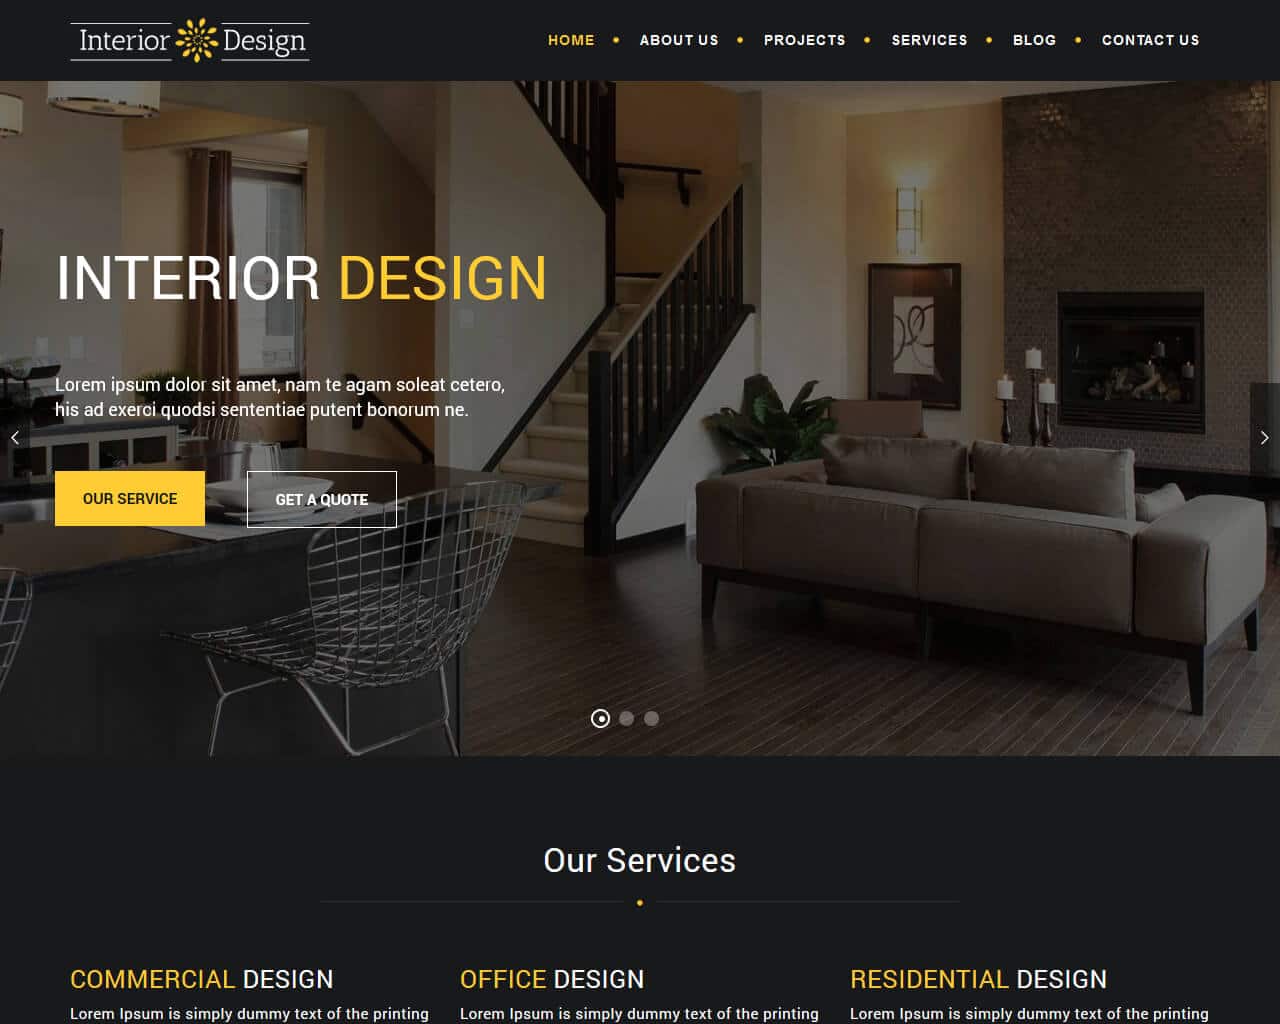 Interior Design
HOME ABOUT US PROJECTS SERVICES BLOG CONTACT US
INTERIOR DESIGN
Lorem ipsum dolor sit amet, nam te agam soleat cetero,
his ad exerci quodsi sententiae putent bonorum ne.
OUR SERVICE GET A QUOTE
Our Services
COMMERCIAL DESIGN
Lorem Ipsum is simply dummy text of the printing
OFFICE DESIGN
Lorem Ipsum is simply dummy text of the printing
RESIDENTIAL DESIGN
Lorem Ipsum is simply dummy text of the printing